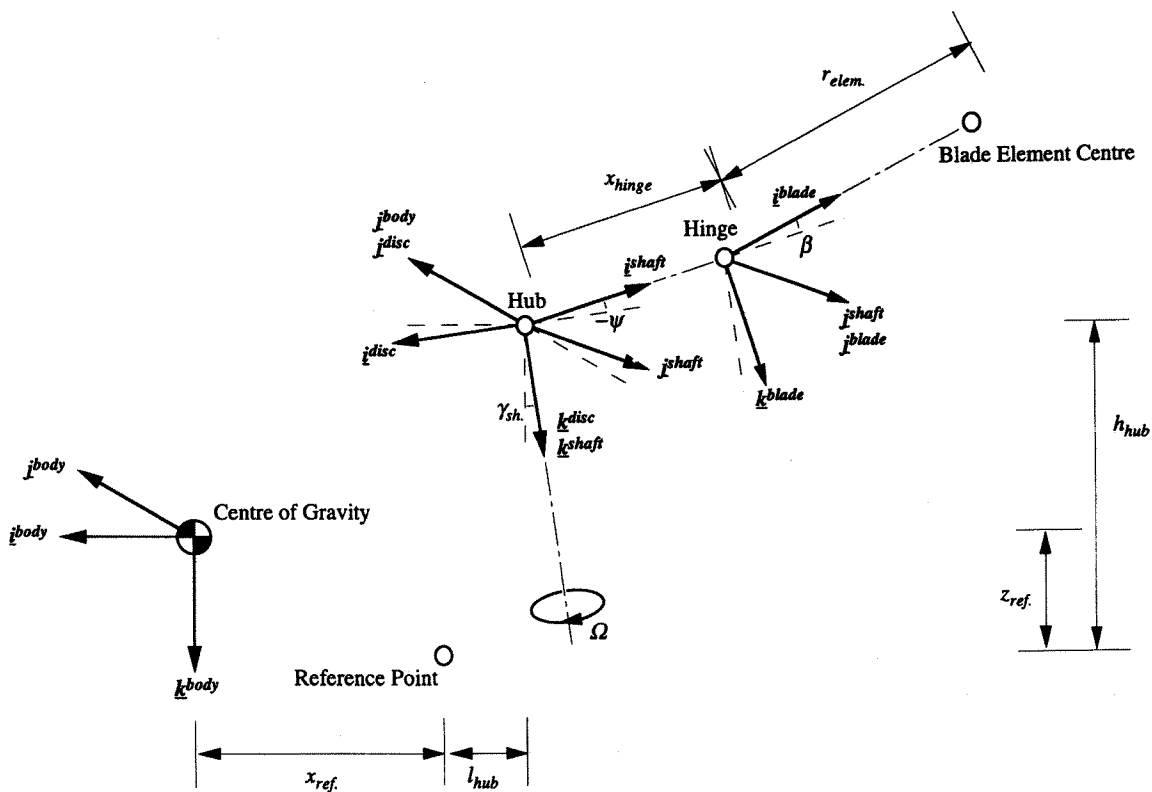 r_elem.
Blade Element Centre
x_hinge
i^blade
Hinge
β
j^body
j^disc
i^shaft
Hub
-ψ
j^shaft
j^blade
i^disc
j^shaft
k^blade
γ_sh.
k^disc
k^shaft
h_hub
j^body
Centre of Gravity
i^body
z_ref.
Ω
Reference Point
k^body
x_ref.
l_hub